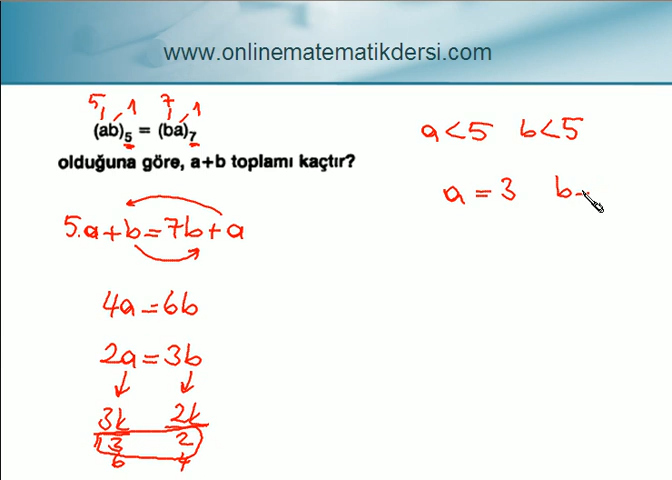 www.onlinematematikdersi.com
5 1 7 1
(ab)5 = (ba)7
olduğuna göre, a+b toplamı kaçtır?
a<5 b<5
a = 3 b
5.a+b=7b+a
4a=6b
2a=3b
3k 2k
3 2
6 4